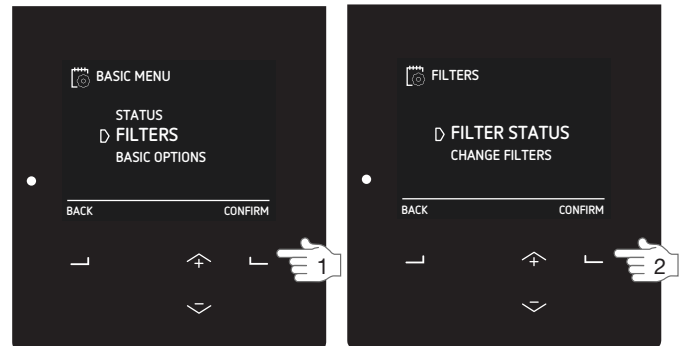 BASIC MENU
STATUS
FILTERS
BASIC OPTIONS
BACK CONFIRM
1
FILTERS
FILTER STATUS
CHANGE FILTERS
BACK CONFIRM
2